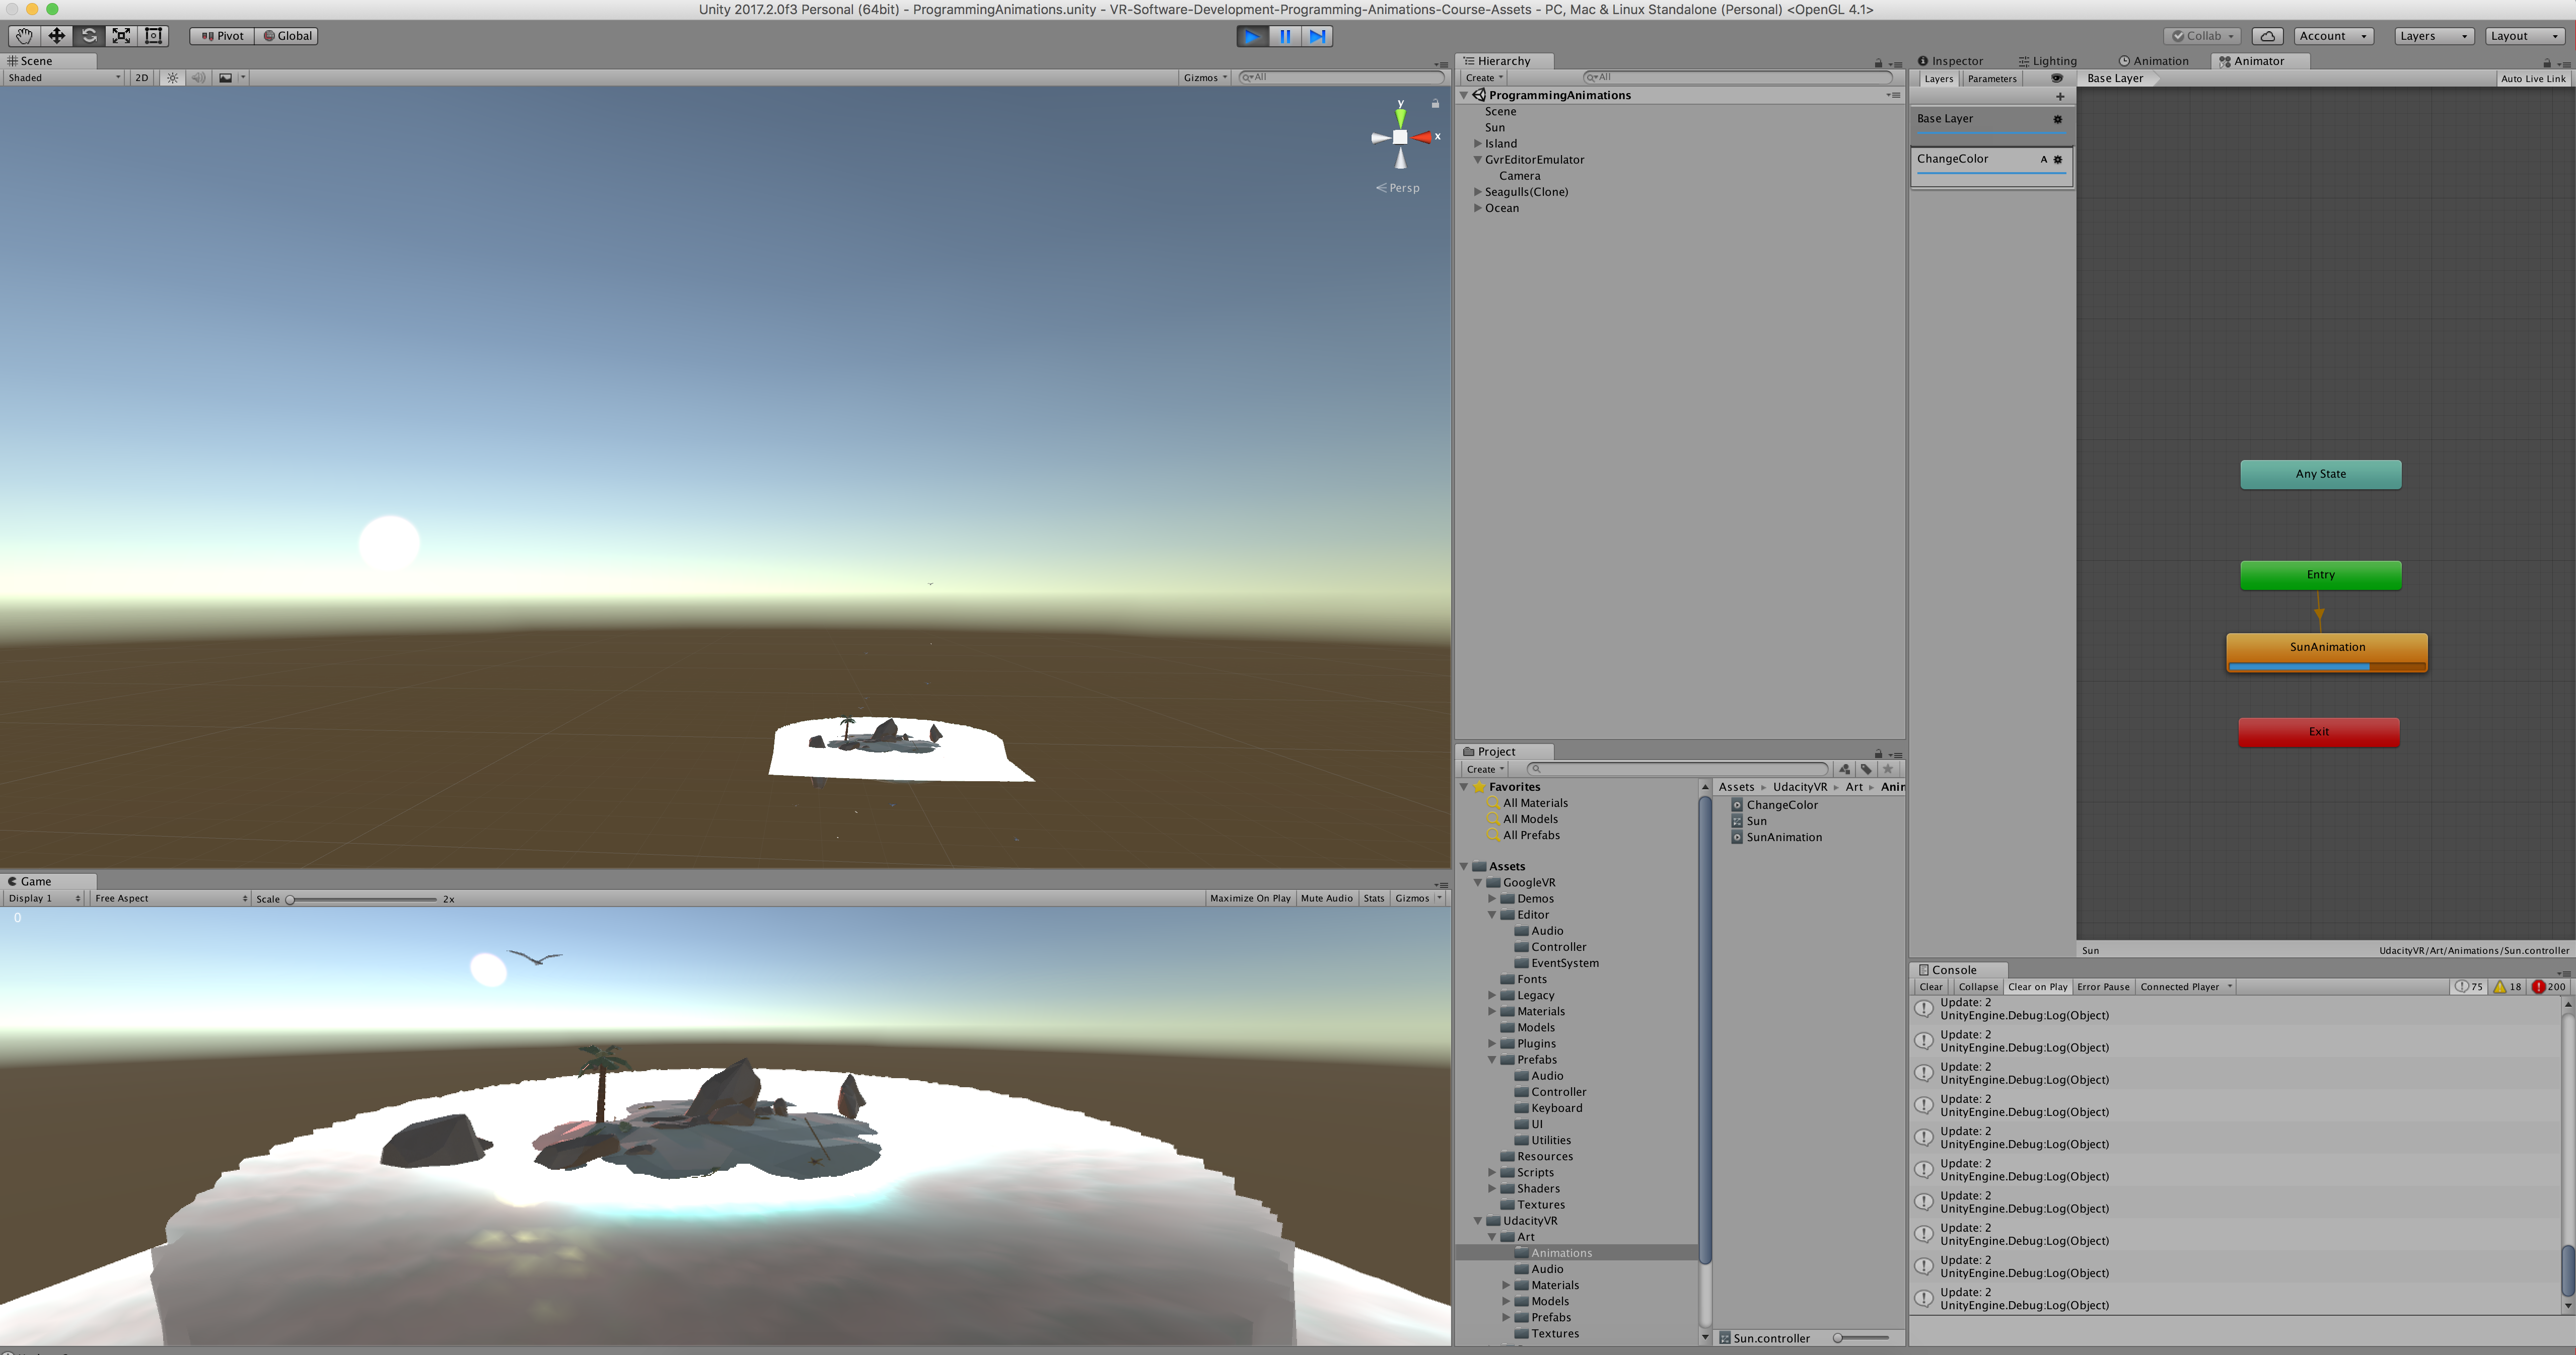 Unity 2017.2.0f3 Personal (64bit) - ProgrammingAnimations.unity - VR-Software-Development-Programming-Animations-Course-Assets - PC, Mac & Linux Standalone (Personal) <OpenGL 4.1>
Pivot Global
Collab Account Layers Layout
Scene
Shaded 2D Gizmos All
y
x
Persp
Game
Display 1 Free Aspect Scale 2x Maximize On Play Mute Audio Stats Gizmos
0
Hierarchy
Create All
ProgrammingAnimations
Scene
Sun
Island
GvrEditorEmulator
Camera
Seagulls(Clone)
Ocean
Project
Create
Favorites
All Materials
All Models
All Prefabs
Assets
GoogleVR
Demos
Editor
Audio
Controller
EventSystem
Fonts
Legacy
Materials
Models
Plugins
Prefabs
Audio
Controller
Keyboard
UI
Utilities
Resources
Scripts
Shaders
Textures
UdacityVR
Art
Animations
Audio
Materials
Models
Prefabs
Textures
Assets UdacityVR Art Anim
ChangeColor
Sun
SunAnimation
Sun.controller
Inspector Lighting Animation Animator
Layers Parameters Base Layer Auto Live Link
Base Layer
ChangeColor A
Any State
Entry
SunAnimation
Exit
Sun UdacityVR/Art/Animations/Sun.controller
Console
Clear Collapse Clear on Play Error Pause Connected Player 75 18 200
Update: 2
UnityEngine.Debug:Log(Object)
Update: 2
UnityEngine.Debug:Log(Object)
Update: 2
UnityEngine.Debug:Log(Object)
Update: 2
UnityEngine.Debug:Log(Object)
Update: 2
UnityEngine.Debug:Log(Object)
Update: 2
UnityEngine.Debug:Log(Object)
Update: 2
UnityEngine.Debug:Log(Object)
Update: 2
UnityEngine.Debug:Log(Object)
Update: 2
UnityEngine.Debug:Log(Object)
Update: 2
UnityEngine.Debug:Log(Object)